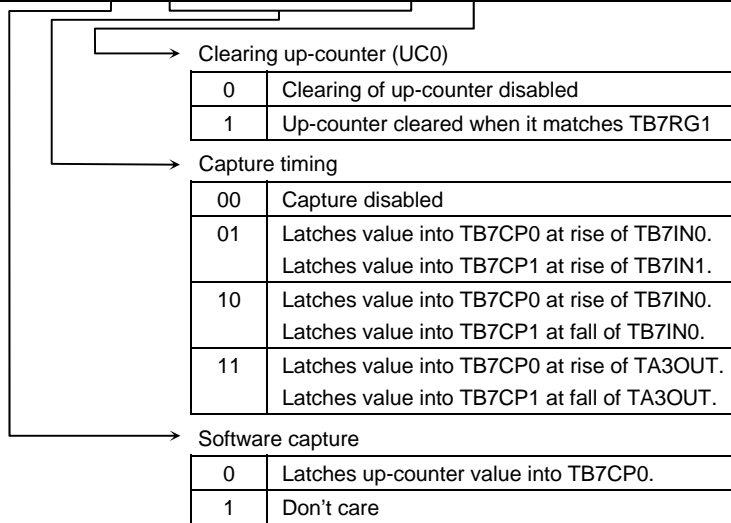 Clearing up-counter (UC0)
0 Clearing of up-counter disabled
1 Up-counter cleared when it matches TB7RG1
Capture timing
00 Capture disabled
01 Latches value into TB7CP0 at rise of TB7IN0.
Latches value into TB7CP1 at rise of TB7IN1.
10 Latches value into TB7CP0 at rise of TB7IN0.
Latches value into TB7CP1 at fall of TB7IN0.
11 Latches value into TB7CP0 at rise of TA3OUT.
Latches value into TB7CP1 at fall of TA3OUT.
Software capture
0 Latches up-counter value into TB7CP0.
1 Don't care